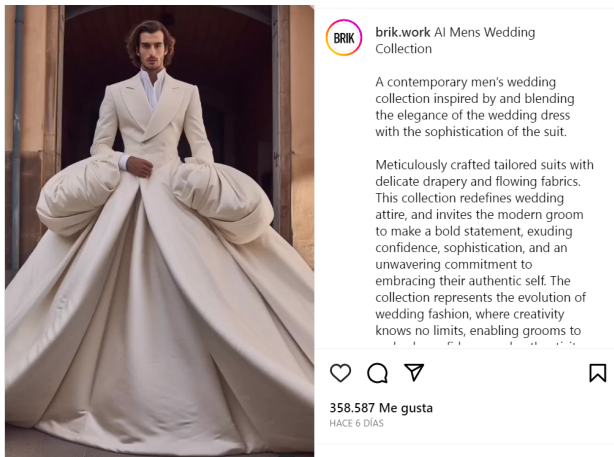 BRIK
brik.work AI Mens Wedding
Collection
A contemporary men's wedding
collection inspired by and blending
the elegance of the wedding dress
with the sophistication of the suit.
Meticulously crafted tailored suits with
delicate drapery and flowing fabrics.
This collection redefines wedding
attire, and invites the modern groom
to make a bold statement, exuding
confidence, sophistication, and an
unwavering commitment to
embracing their authentic self. The
collection represents the evolution of
wedding fashion, where creativity
knows no limits, enabling grooms to
358.587 Me gusta
HACE 6 DÍAS